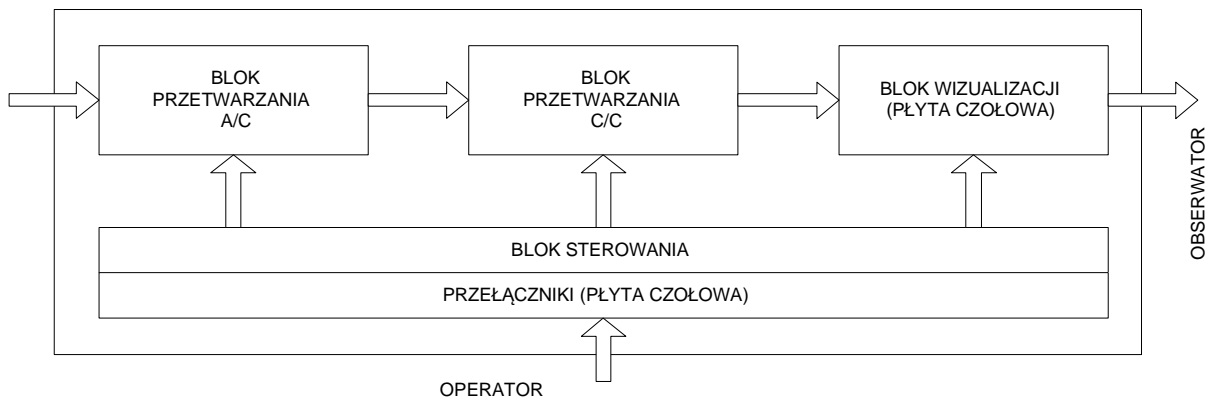 BLOK
PRZETWARZANIA
A/C
BLOK
PRZETWARZANIA
C/C
BLOK WIZUALIZACJI
(PŁYTA CZOŁOWA)
OBSERWATOR
BLOK STEROWANIA
PRZEŁĄCZNIKI (PŁYTA CZOŁOWA)
OPERATOR